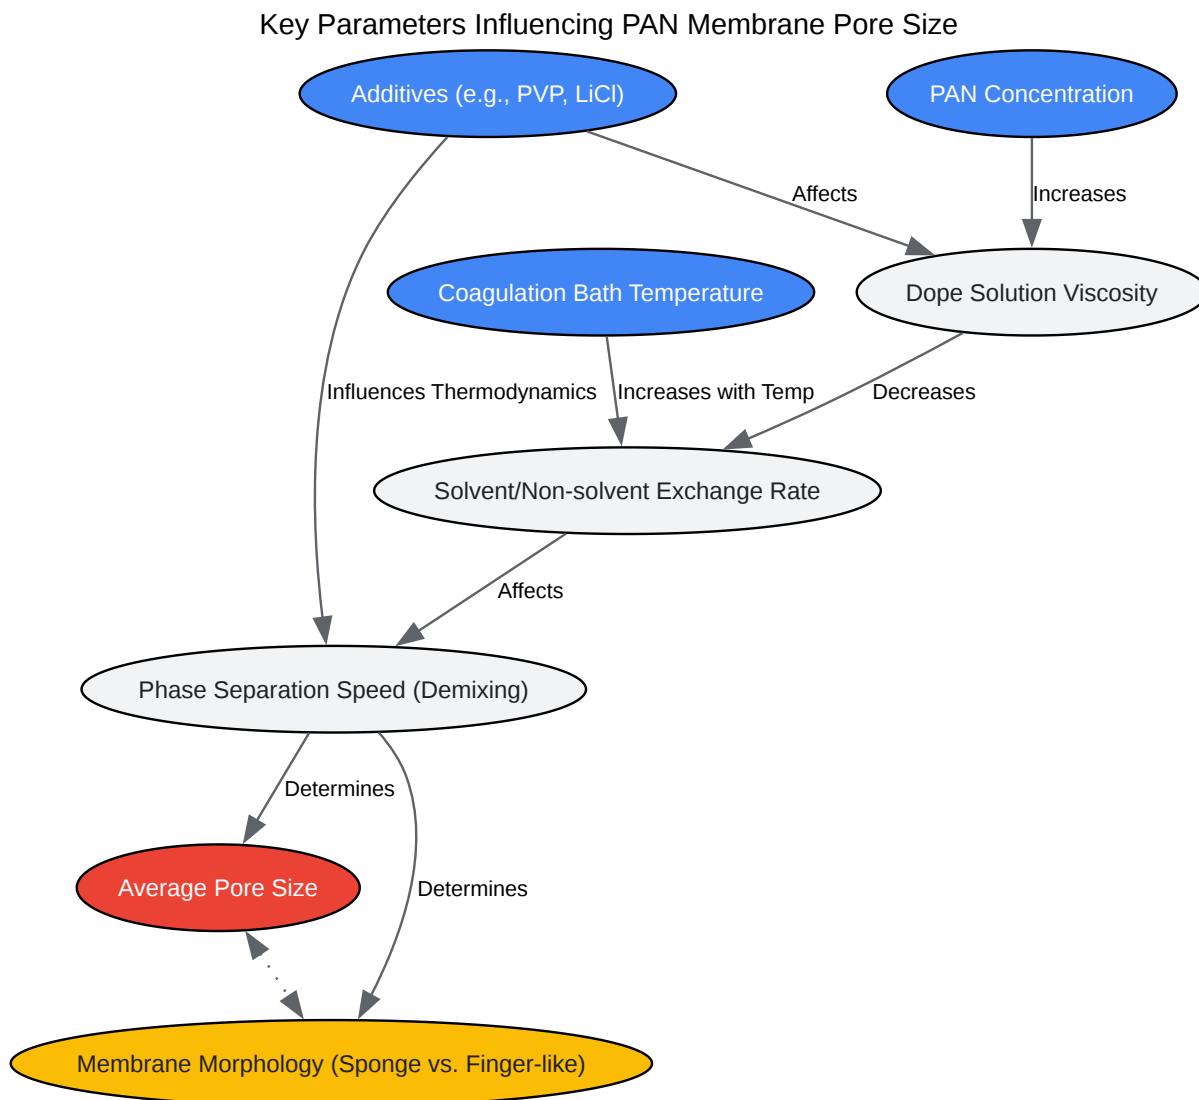 Key Parameters Influencing PAN Membrane Pore Size
Additives (e.g., PVP, LiCl)
PAN Concentration
Affects
Increases
Coagulation Bath Temperature
Dope Solution Viscosity
Influences Thermodynamics
Increases with Temp
Decreases
Solvent/Non-solvent Exchange Rate
Affects
Phase Separation Speed (Demixing)
Determines
Average Pore Size
Determines
Membrane Morphology (Sponge vs. Finger-like)